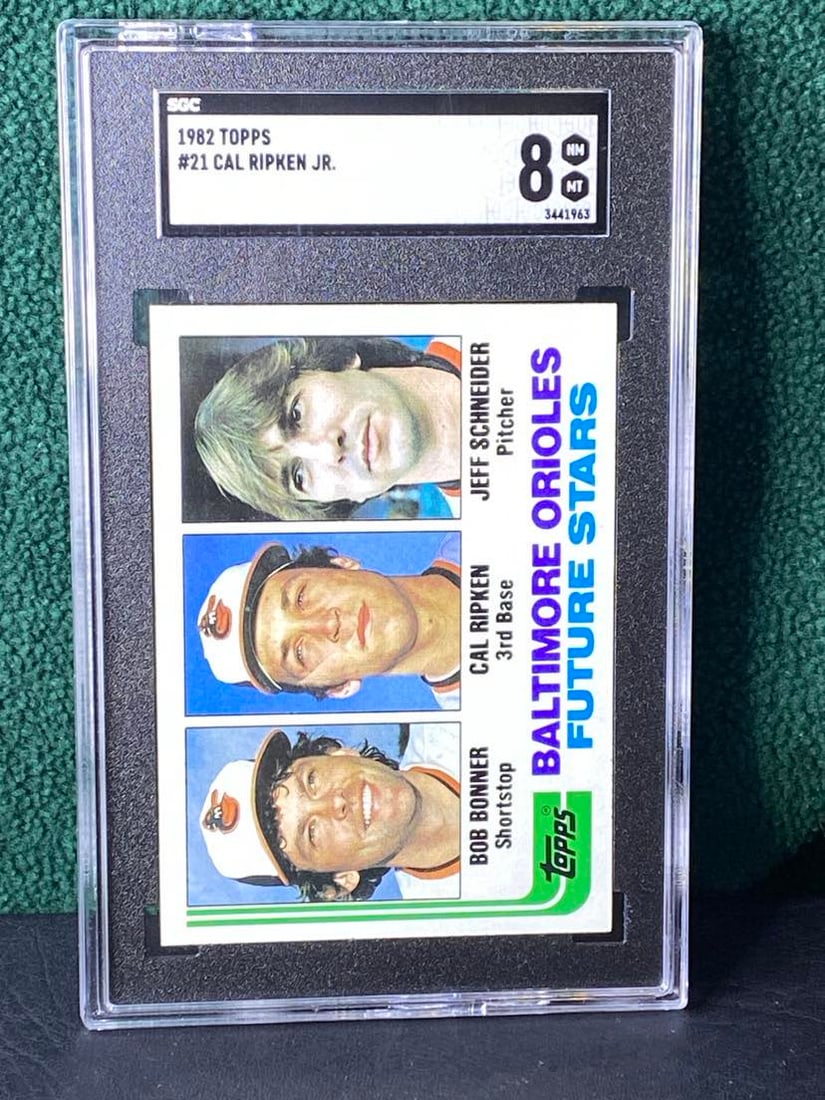 SGC
1982 TOPPS
#21 CAL RIPKEN JR.
8
NM
MT
3441963
BOB BONNER
Shortstop
CAL RIPKEN
3rd Base
JEFF SCHNEIDER
Pitcher
topps®
BALTIMORE ORIOLES
FUTURE STARS